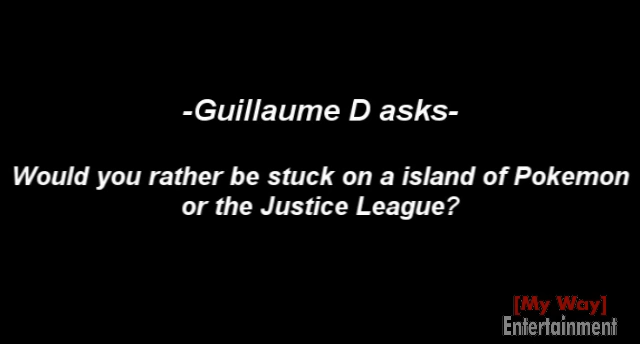 -Guillaume D asks-
Would you rather be stuck on a island of Pokemon
or the Justice League?
[My Way]
Entertainment